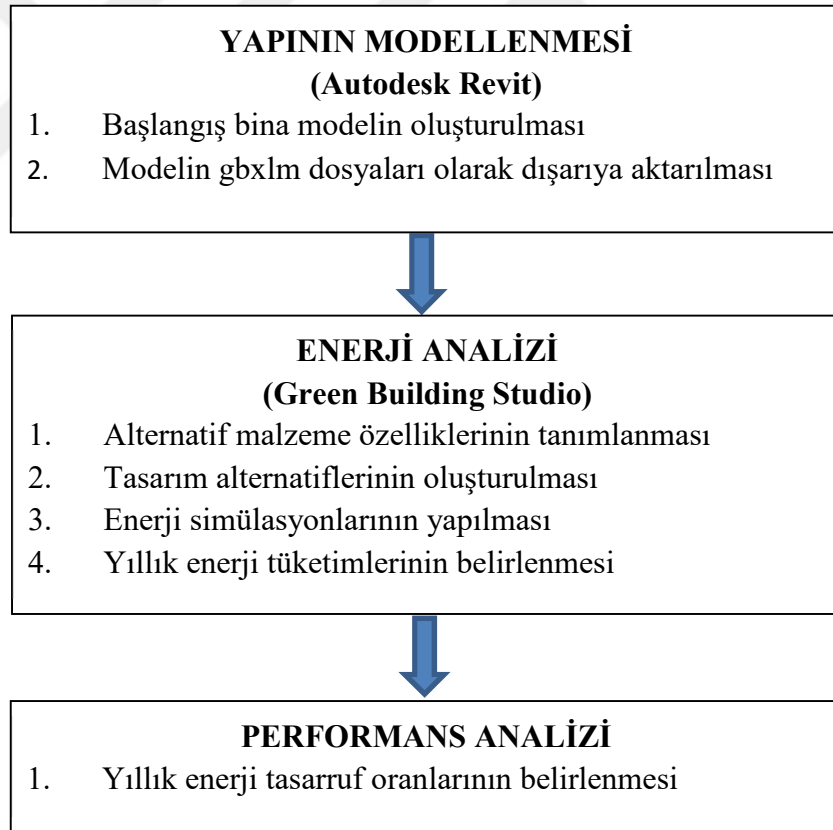 YAPININ MODELLENMESİ
(Autodesk Revit)
1. Başlangış bina modelin oluşturulması
2. Modelin gbxlm dosyaları olarak dışarıya aktarılması
ENERJİ ANALİZİ
(Green Building Studio)
1. Alternatif malzeme özelliklerinin tanımlanması
2. Tasarım alternatiflerinin oluşturulması
3. Enerji simülasyonlarının yapılması
4. Yıllık enerji tüketimlerinin belirlenmesi
PERFORMANS ANALİZİ
1. Yıllık enerji tasarruf oranlarının belirlenmesi